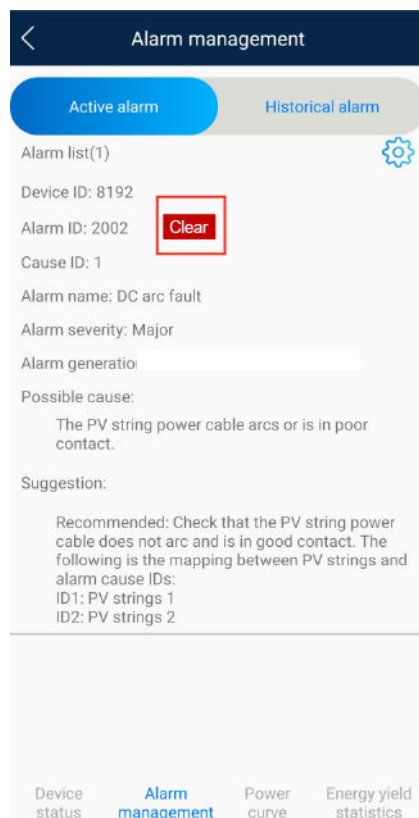 Alarm management
Active alarm
Historical alarm
Alarm list(1)
Device ID: 8192
Alarm ID: 2002
Clear
Cause ID: 1
Alarm name: DC arc fault
Alarm severity: Major
Alarm generatio
Possible cause:
The PV string power cable arcs or is in poor
contact.
Suggestion:
Recommended: Check that the PV string power
cable does not arc and is in good contact. The
following is the mapping between PV strings and
alarm cause IDs:
ID1: PV strings 1
ID2: PV strings 2
Device
status
Alarm
management
Power
curve
Energy yield
statistics